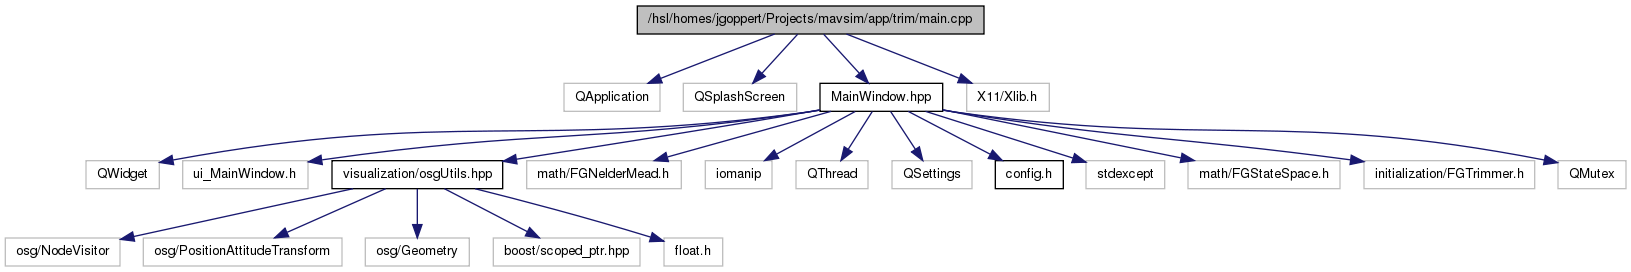 /hsl/homes/jgoppert/Projects/mavsim/app/trim/main.cpp
QApplication
QSplashScreen
MainWindow.hpp
X11/Xlib.h
QWidget
ui_MainWindow.h
visualization/osgUtils.hpp
math/FGNelderMead.h
iomanip
QThread
QSettings
config.h
stdexcept
math/FGStateSpace.h
initialization/FGTrimmer.h
QMutex
osg/NodeVisitor
osg/PositionAttitudeTransform
osg/Geometry
boost/scoped_ptr.hpp
float.h